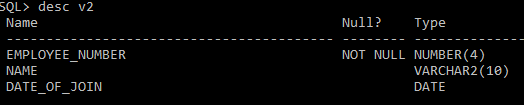 SQL> desc v2
Name Null? Type
----------------------------------------- -------- ----------------
EMPLOYEE_NUMBER NOT NULL NUMBER(4)
NAME VARCHAR2(10)
DATE_OF_JOIN DATE